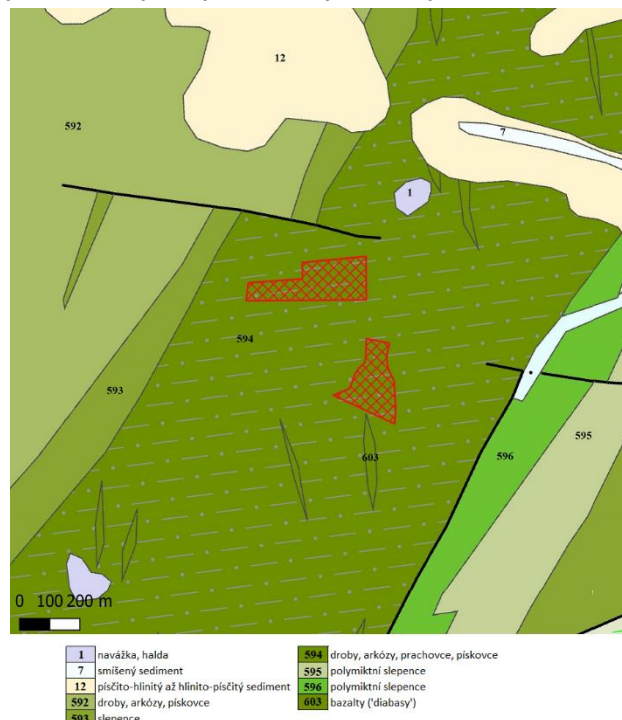 12
592
7
1
594
593
595
603
596
0 100 200 m
1 navážka, halda
7 smíšený sediment
12 písčito-hlinitý až hlinito-písčitý sediment
592 droby, arkózy, pískovce
593 slepence
594 droby, arkózy, prachovce, pískovce
595 polymiktní slepence
596 polymiktní slepence
603 bazalty ('diabasy')